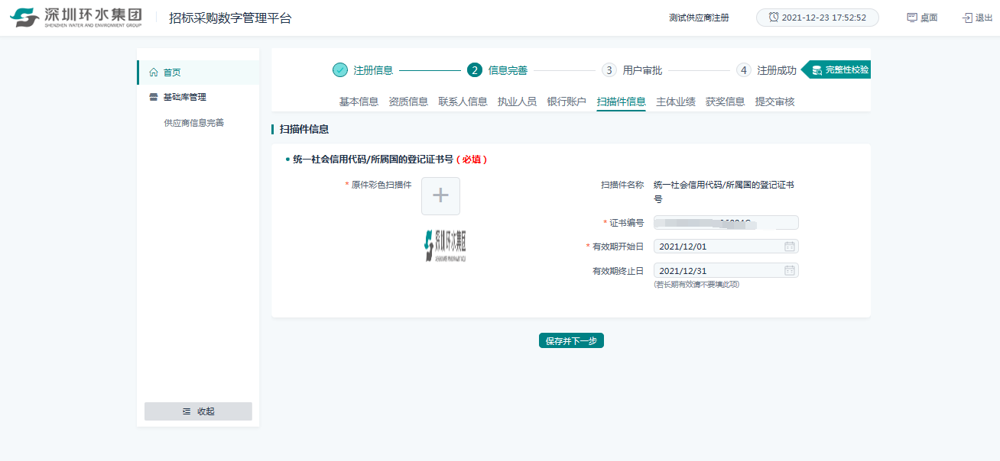 深圳环水集团
SHENZHEN WATER AND ENVIRONMENT GROUP
招标采购数字管理平台
测试供应商注册
2021-12-23 17:52:52
桌面
退出
首页
基础库管理
供应商信息完善
收起
注册信息
2 信息完善
3 用户审批
4 注册成功
完整性校验
基本信息 资质信息 联系人信息 执业人员 银行账户 扫描件信息 主体业绩 获奖信息 提交审核
扫描件信息
• 统一社会信用代码/所属国的登记证书号 ( 必填 )
* 原件彩色扫描件
+
深圳环水集团
扫描件名称 统一社会信用代码/所属国的登记证书
号
* 证书编号
* 有效期开始日 2021/12/01
有效期终止日 2021/12/31
(若长期有效请不要填此项)
保存并下一步